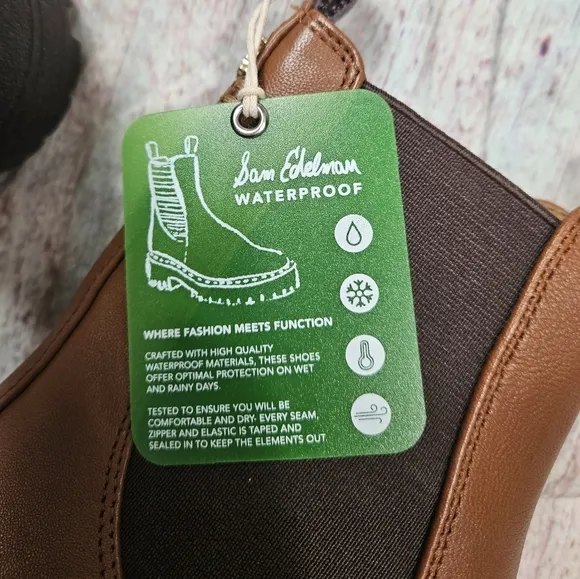 Sam Edelman
WATERPROOF
WHERE FASHION MEETS FUNCTION
CRAFTED WITH HIGH QUALITY
WATERPROOF MATERIALS, THESE SHOES
OFFER OPTIMAL PROTECTION ON WET
AND RAINY DAYS.
TESTED TO ENSURE YOU WILL BE
COMFORTABLE AND DRY- EVERY SEAM,
ZIPPER AND ELASTIC IS TAPED AND
SEALED IN TO KEEP THE ELEMENTS OUT